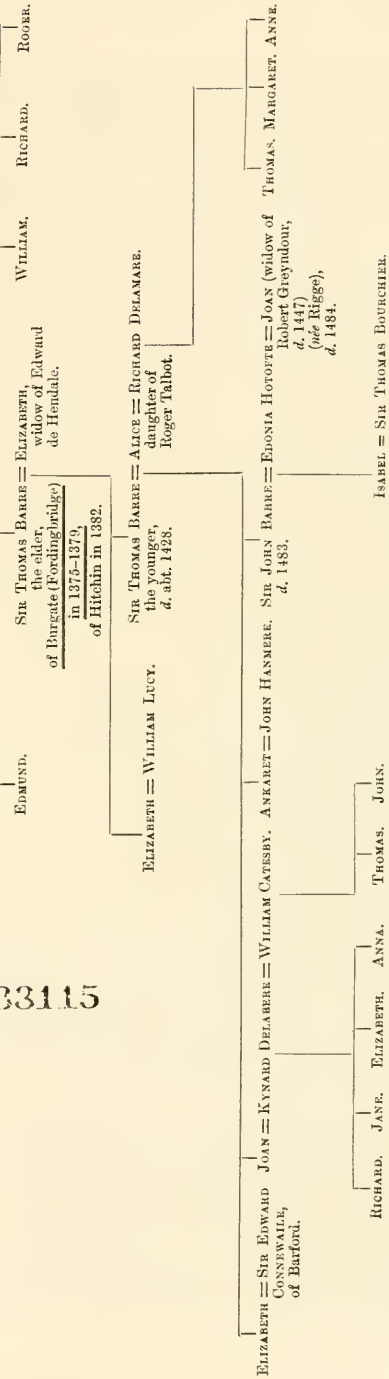 EDMUND.
SIR THOMAS BARRE = ELIZABETH,
the elder, widow of Edward
of Burgate (Fordingbridge) de Hendale.
in 1375-1379,
of Hitchin in 1382.
WILLIAM.
RICHARD.
ROGER.
ELIZABETH = WILLIAM LUCY.
SIR THOMAS BARRE = ALICE = RICHARD DELAMARE.
the younger, daughter of
d. abt. 1428. Roger Talbot.
ELIZABETH = SIR EDWARD
CONNEWAILE,
of Barford.
JOAN = KYNARD DELABERE = WILLIAM CATESBY.
ANKARET = JOHN HANMERE.
SIR JOHN BARRE = EDONIA HOTOFTE = JOAN (widow of
d. 1483. Robert Greyndour,
d. 1447)
(née Rigge),
d. 1484.
THOMAS. MARGARET. ANNE.
RICHARD. JANE. ELIZABETH. ANNA.
THOMAS. JOHN.
ISABEL = SIR THOMAS BOURCHIER.
33115